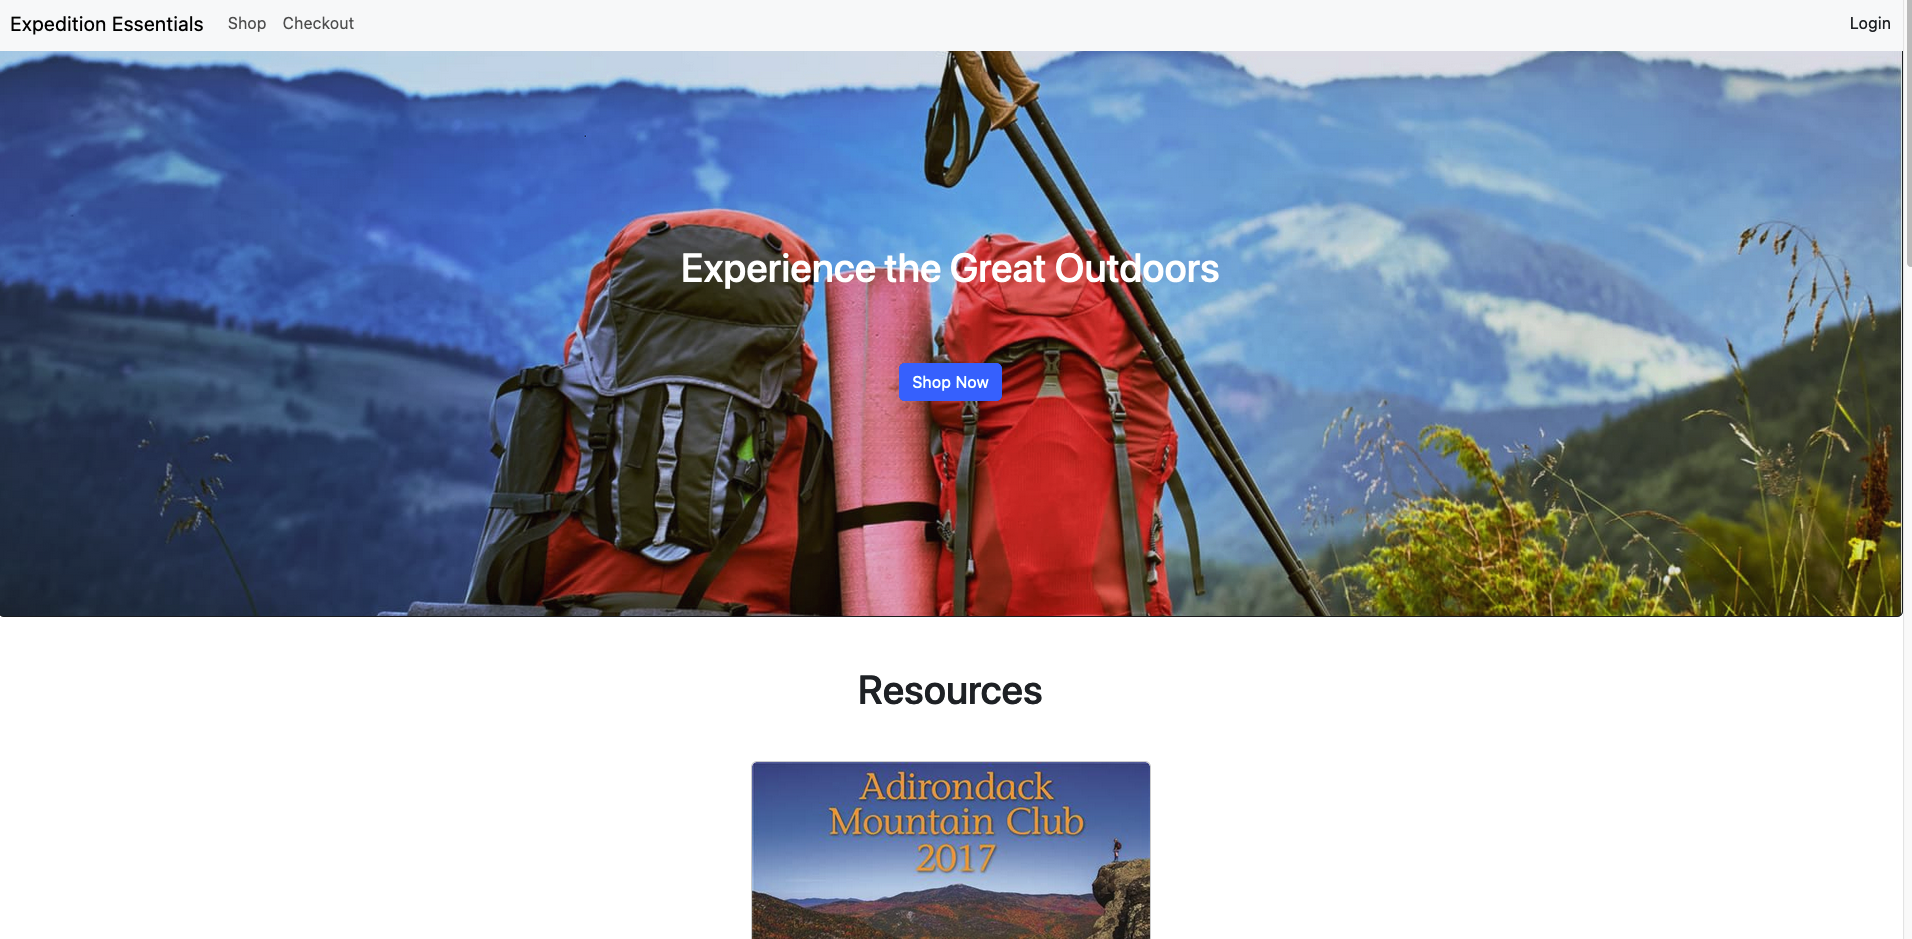 Expedition Essentials Shop Checkout Login
Experience the Great Outdoors
Shop Now
Resources
Adirondack
Mountain Club
2017